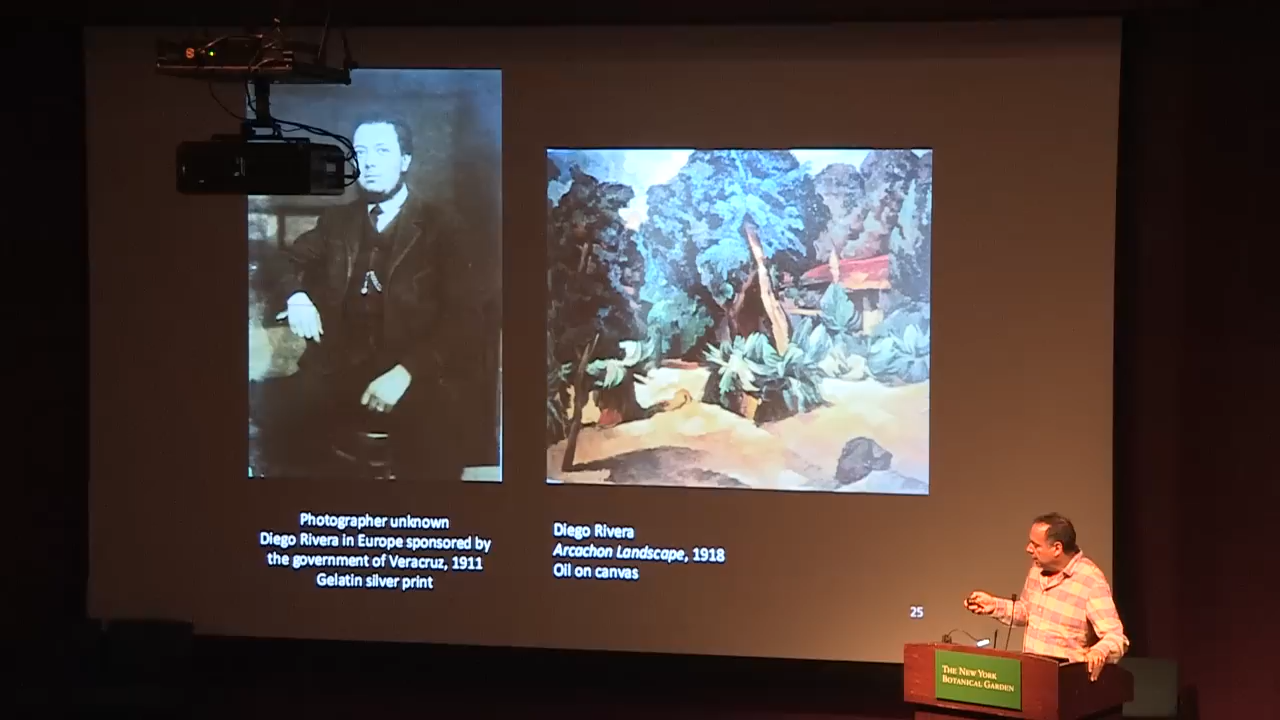 Photographer unknown
Diego Rivera in Europe sponsored by
the government of Veracruz, 1911
Gelatin silver print
Diego Rivera
Arcachon Landscape, 1918
Oil on canvas
25
THE NEW YORK
BOTANICAL GARDEN